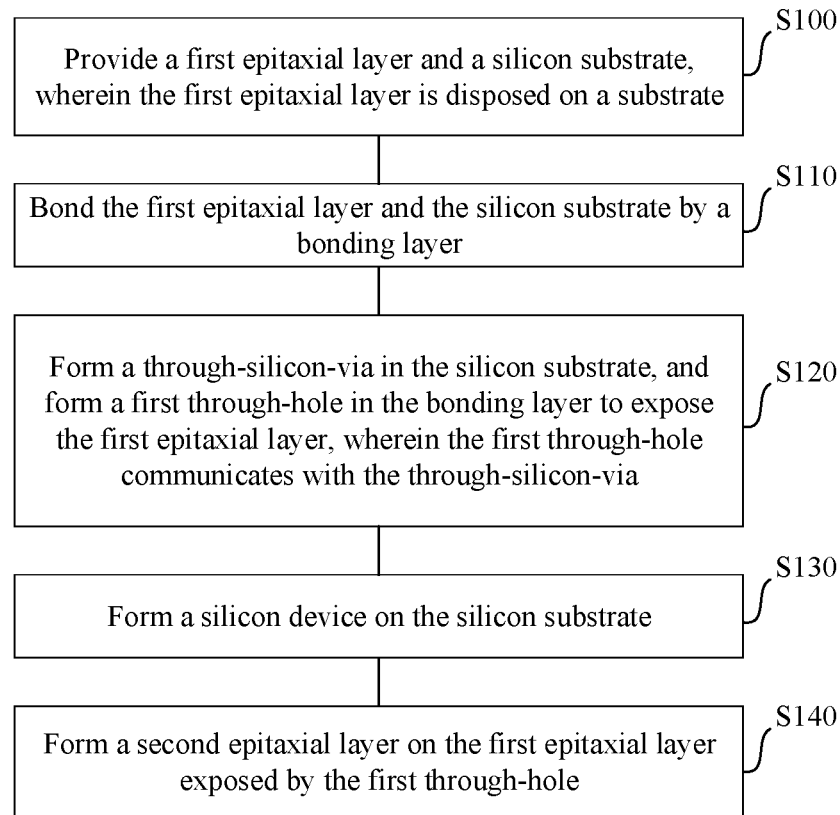 S100
Provide a first epitaxial layer and a silicon substrate,
wherein the first epitaxial layer is disposed on a substrate
S110
Bond the first epitaxial layer and the silicon substrate by a
bonding layer
S120
Form a through-silicon-via in the silicon substrate, and
form a first through-hole in the bonding layer to expose
the first epitaxial layer, wherein the first through-hole
communicates with the through-silicon-via
S130
Form a silicon device on the silicon substrate
S140
Form a second epitaxial layer on the first epitaxial layer
exposed by the first through-hole